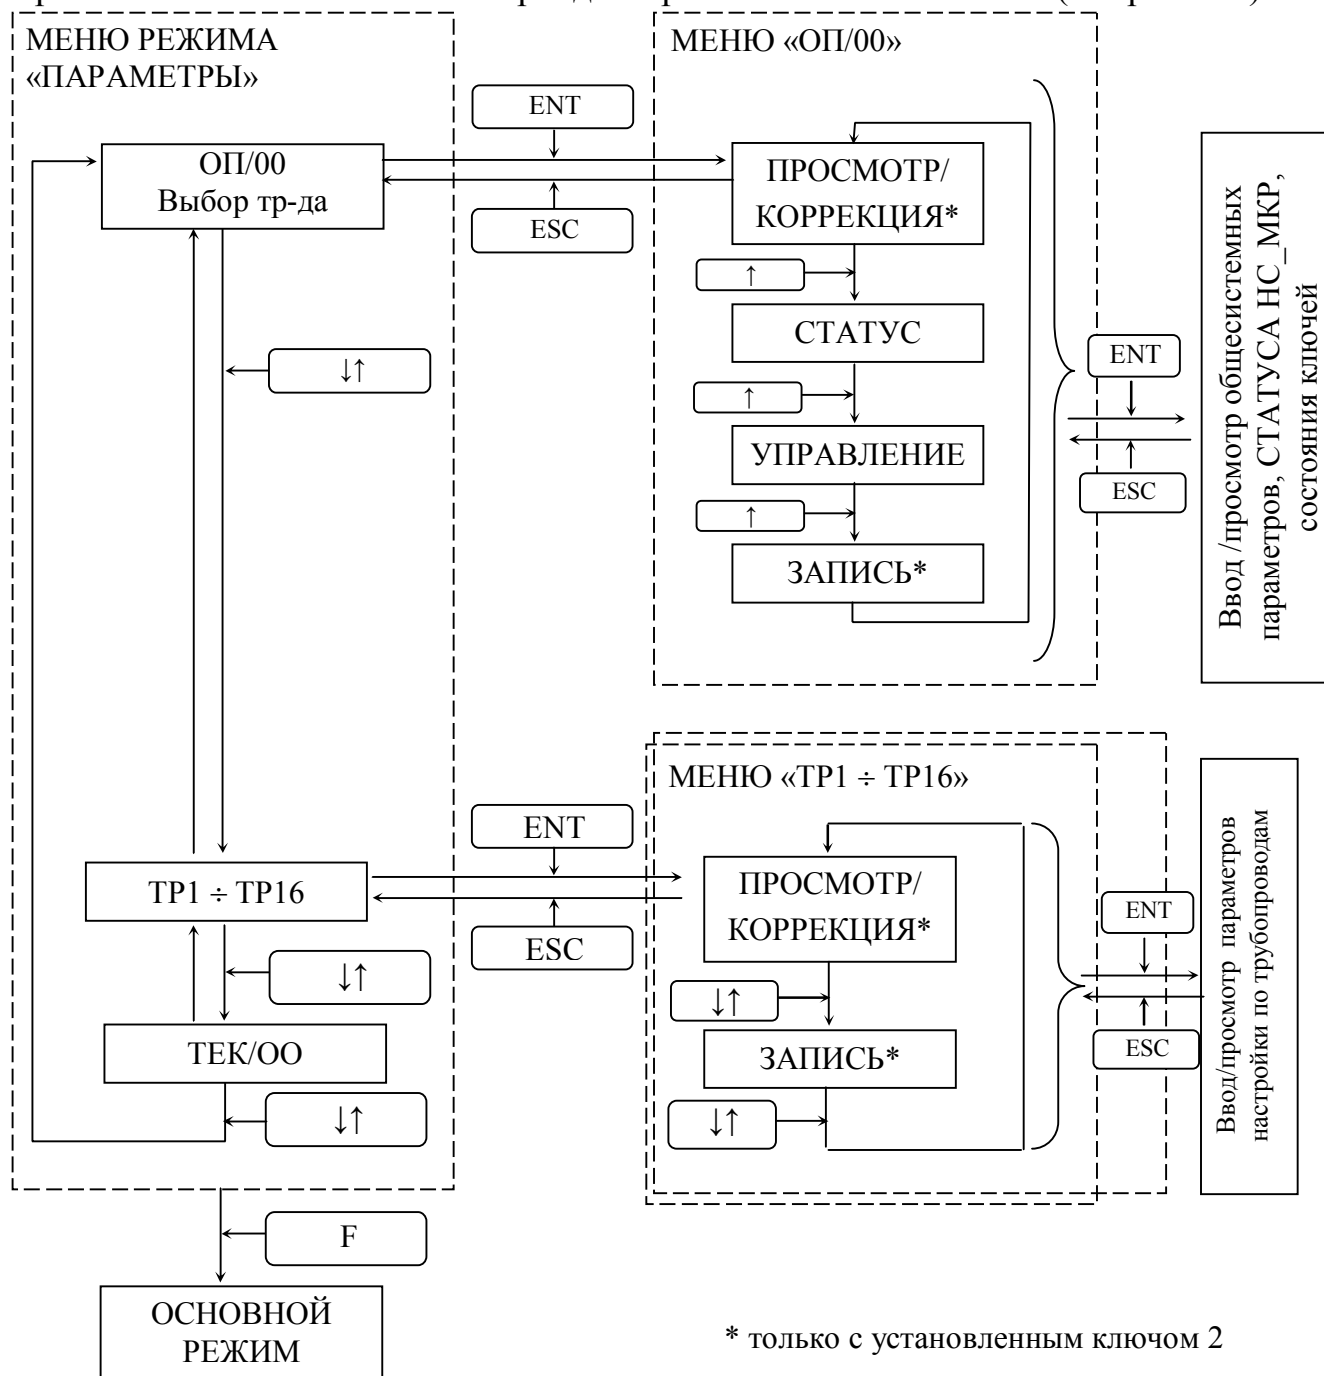 МЕНЮ РЕЖИМА
«ПАРАМЕТРЫ»
ОП/00
Выбор тр-да
↓↑
ТР1 ÷ ТР16
↓↑
ТЕК/ОО
↓↑
F
ОСНОВНОЙ
РЕЖИМ
ENT
ESC
МЕНЮ «ОП/00»
ПРОСМОТР/
КОРРЕКЦИЯ*
↑
СТАТУС
↑
УПРАВЛЕНИЕ
↑
ЗАПИСЬ*
ENT
ESC
Ввод /просмотр общесистемных
параметров, СТАТУСА НС_МКР,
состояния ключей
ENT
ESC
МЕНЮ «ТР1 ÷ ТР16»
ПРОСМОТР/
КОРРЕКЦИЯ*
↓↑
ЗАПИСЬ*
↓↑
ENT
ESC
Ввод/просмотр параметров
настройки по трубопроводам
* только с установленным ключом 2